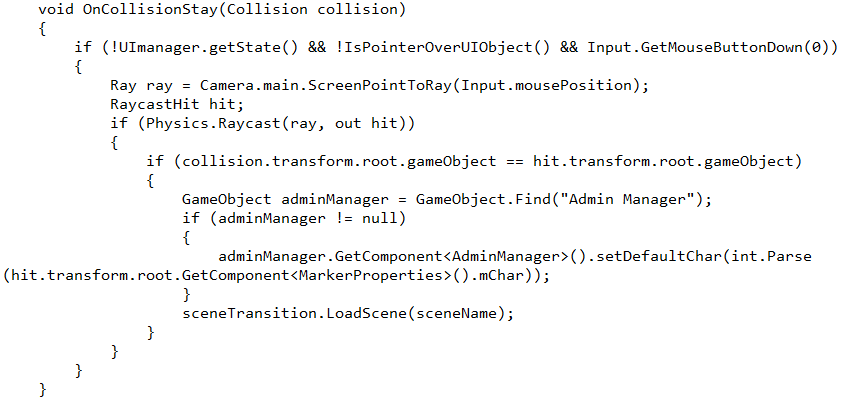 void OnCollisionStay(Collision collision)
{
if (!UImanager.getState() && !IsPointerOverUIObject() && Input.GetMouseButtonDown(0))
{
Ray ray = Camera.main.ScreenPointToRay(Input.mousePosition);
RaycastHit hit;
if (Physics.Raycast(ray, out hit))
{
if (collision.transform.root.gameObject == hit.transform.root.gameObject)
{
GameObject adminManager = GameObject.Find("Admin Manager");
if (adminManager != null)
{
adminManager.GetComponent<AdminManager>().setDefaultChar(int.Parse
(hit.transform.root.GetComponent<MarkerProperties>().mChar));
}
sceneTransition.LoadScene(sceneName);
}
}
}
}